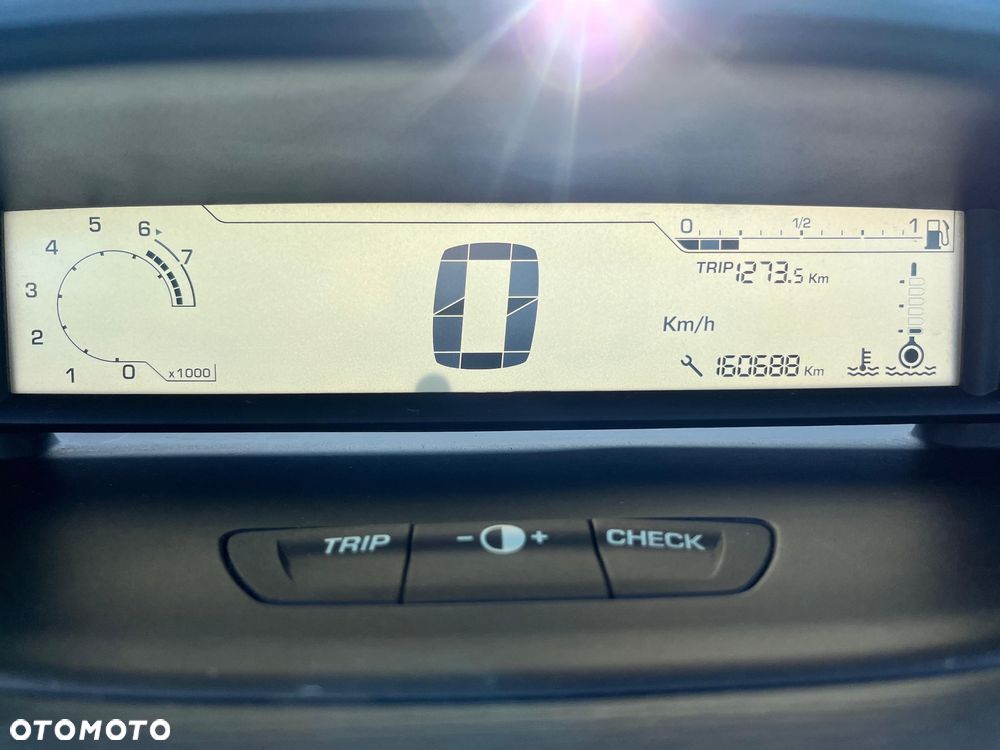 0 1 2 3 4 5 6 7
x1000
0
0 1/2 1
TRIP 1273.5 Km
Km/h
160688 Km
TRIP - + CHECK
OTOMOTO